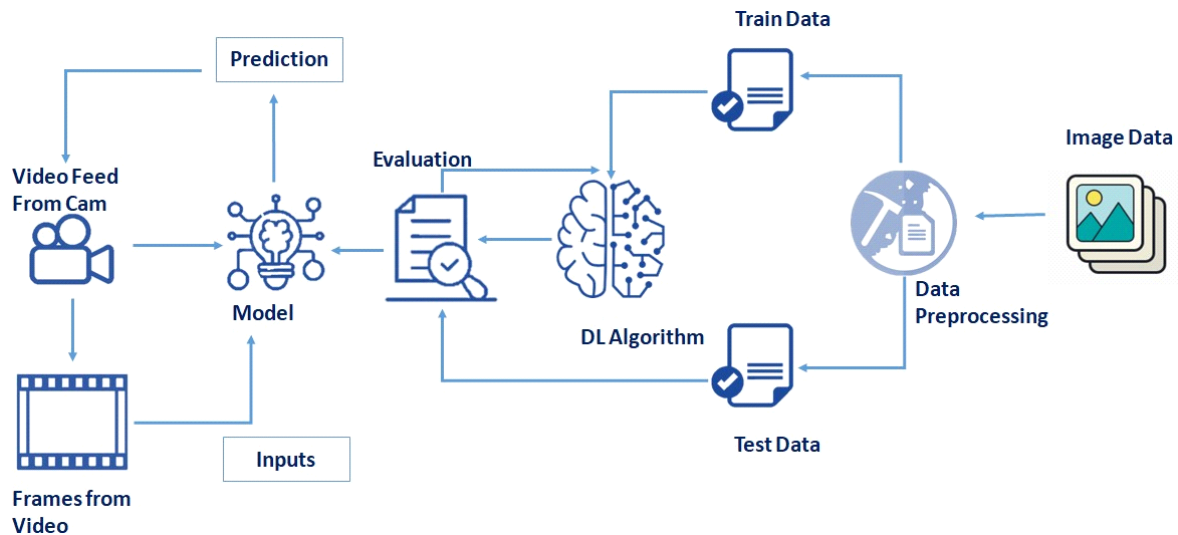 Train Data
Prediction
Image Data
Evaluation
Video Feed
From Cam
Data
Preprocessing
Model
DL Algorithm
Test Data
Inputs
Frames from
Video